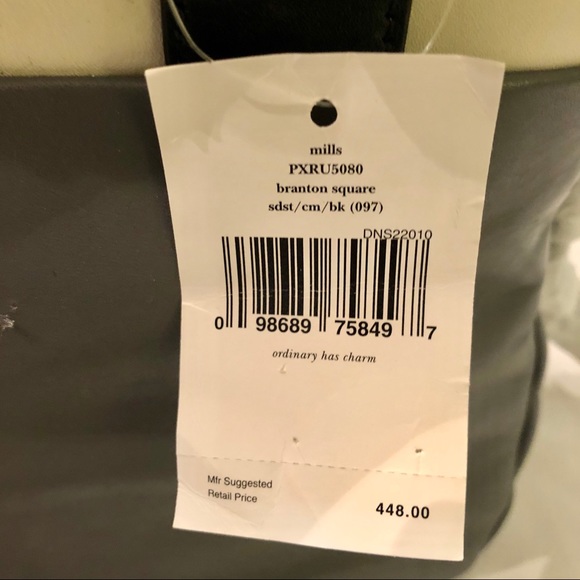 mills
PXRU5080
branton square
sdst/cm/bk (097)
DNS22010
0 98689 75849 7
ordinary has charm
Mfr Suggested
Retail Price
448.00